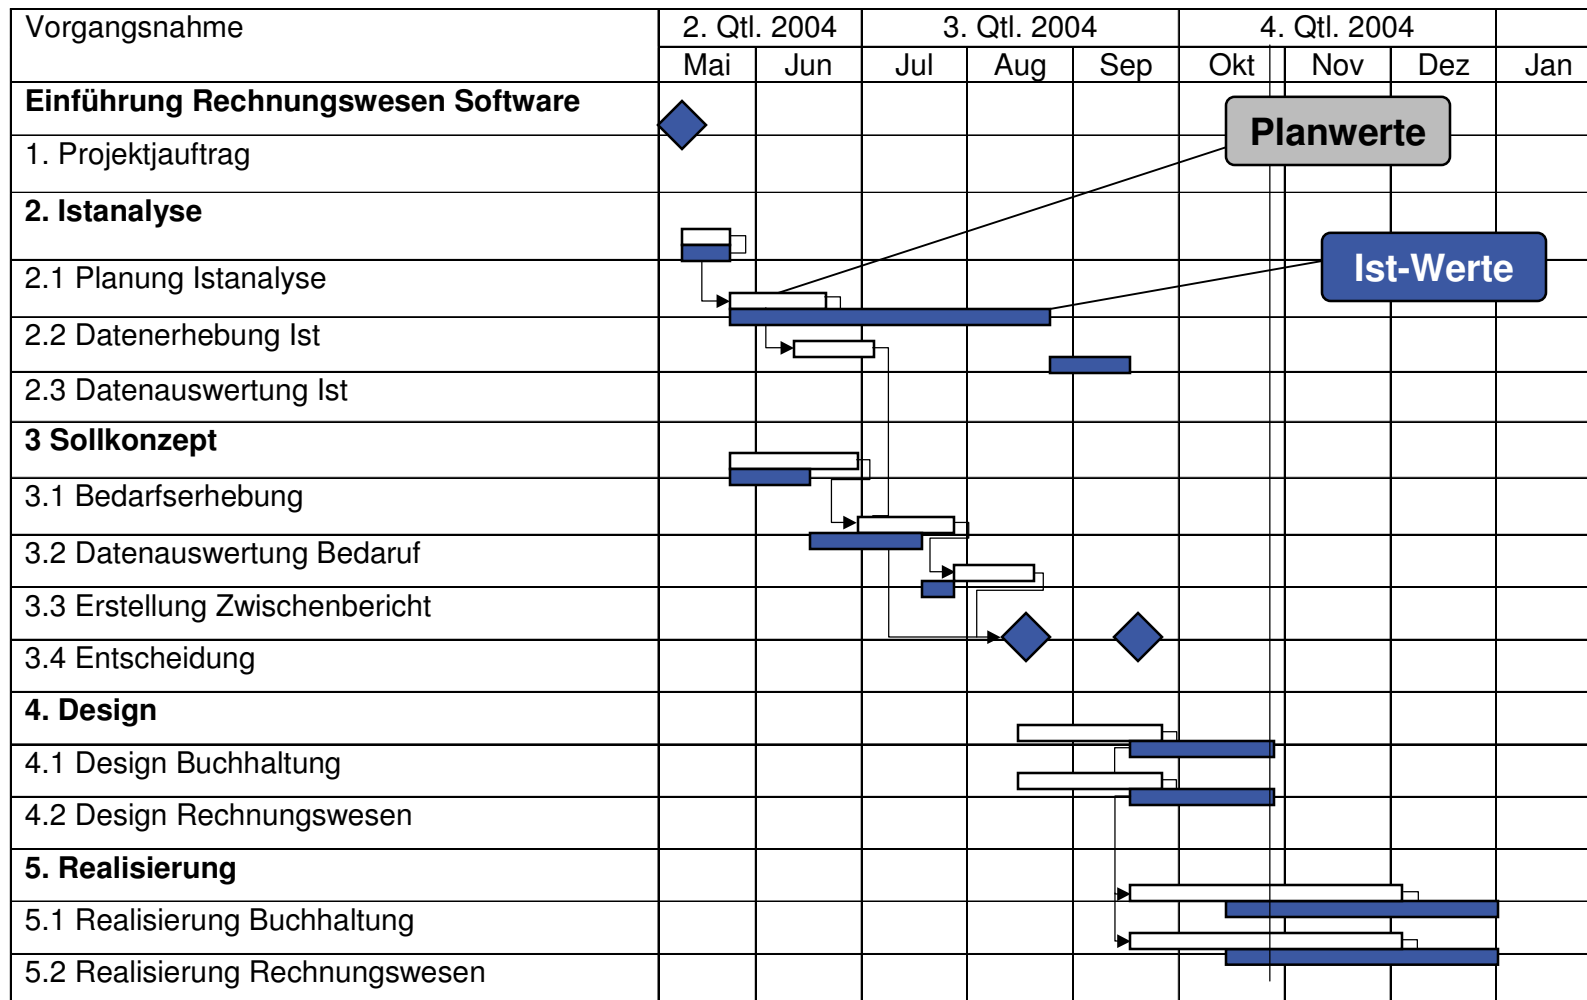 Vorgangsnahme 2. Qtl. 2004 3. Qtl. 2004 4. Qtl. 2004
Mai Jun Jul Aug Sep Okt Nov Dez Jan
Einführung Rechnungswesen Software
Planwerte
1. Projektjauftrag
2. Istanalyse
Ist-Werte
2.1 Planung Istanalyse
2.2 Datenerhebung Ist
2.3 Datenauswertung Ist
3 Sollkonzept
3.1 Bedarfserhebung
3.2 Datenauswertung Bedaruf
3.3 Erstellung Zwischenbericht
3.4 Entscheidung
4. Design
4.1 Design Buchhaltung
4.2 Design Rechnungswesen
5. Realisierung
5.1 Realisierung Buchhaltung
5.2 Realisierung Rechnungswesen